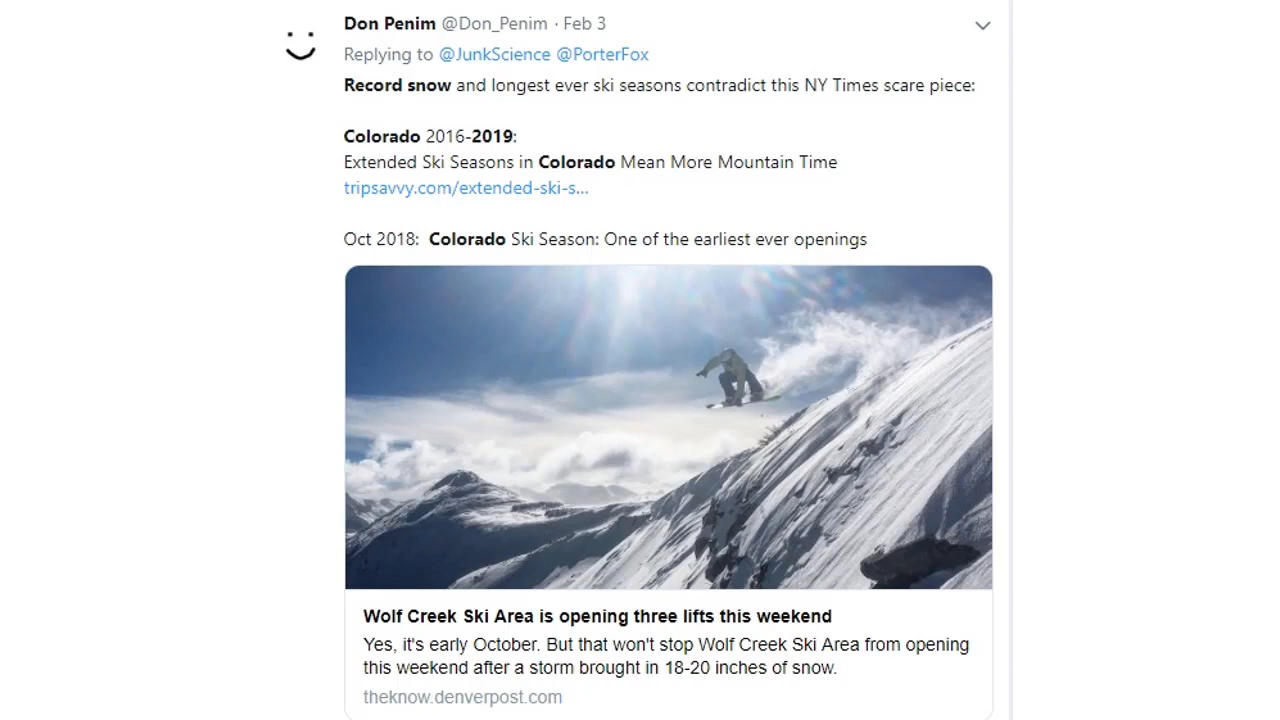 Don Penim @Don_Penim · Feb 3
Replying to @JunkScience @PorterFox
Record snow and longest ever ski seasons contradict this NY Times scare piece:
Colorado 2016-2019:
Extended Ski Seasons in Colorado Mean More Mountain Time
tripsavvy.com/extended-ski-s...
Oct 2018: Colorado Ski Season: One of the earliest ever openings
Wolf Creek Ski Area is opening three lifts this weekend
Yes, it's early October. But that won't stop Wolf Creek Ski Area from opening
this weekend after a storm brought in 18-20 inches of snow.
theknow.denverpost.com